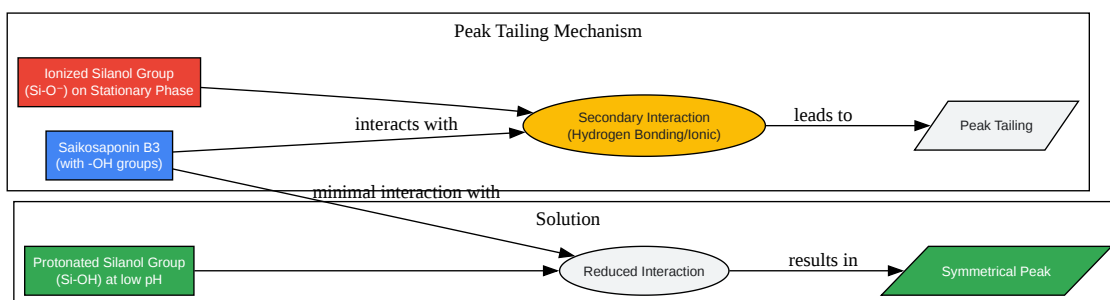 Peak Tailing Mechanism
Ionized Silanol Group
(Si-O⁻) on Stationary Phase
Saikosaponin B3
(with -OH groups)
interacts with
Secondary Interaction
(Hydrogen Bonding/Ionic)
leads to
Peak Tailing
minimal interaction with
Solution
Protonated Silanol Group
(Si-OH) at low pH
Reduced Interaction
results in
Symmetrical Peak